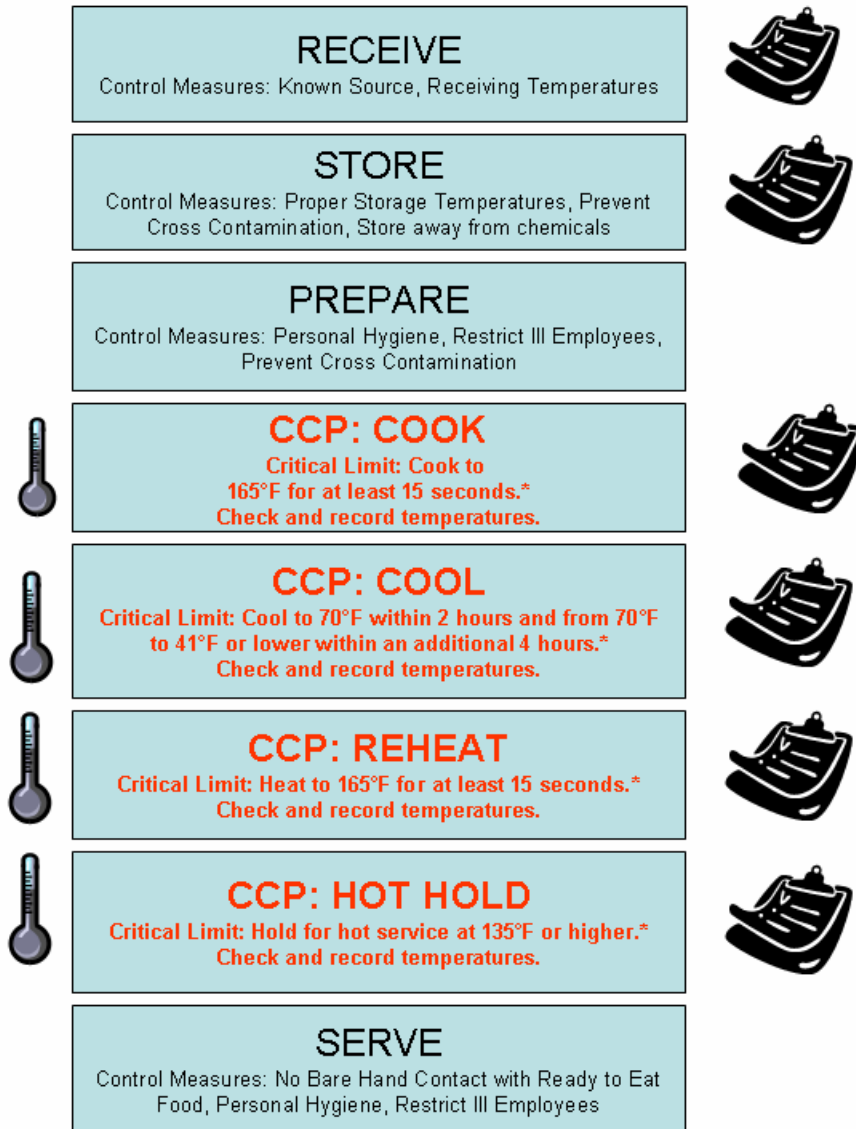 RECEIVE
Control Measures: Known Source, Receiving Temperatures
STORE
Control Measures: Proper Storage Temperatures, Prevent
Cross Contamination, Store away from chemicals
PREPARE
Control Measures: Personal Hygiene, Restrict Ill Employees,
Prevent Cross Contamination
CCP: COOK
Critical Limit: Cook to
165°F for at least 15 seconds.*
Check and record temperatures.
CCP: COOL
Critical Limit: Cool to 70°F within 2 hours and from 70°F
to 41°F or lower within an additional 4 hours.*
Check and record temperatures.
CCP: REHEAT
Critical Limit: Heat to 165°F for at least 15 seconds.*
Check and record temperatures.
CCP: HOT HOLD
Critical Limit: Hold for hot service at 135°F or higher.*
Check and record temperatures.
SERVE
Control Measures: No Bare Hand Contact with Ready to Eat
Food, Personal Hygiene, Restrict Ill Employees